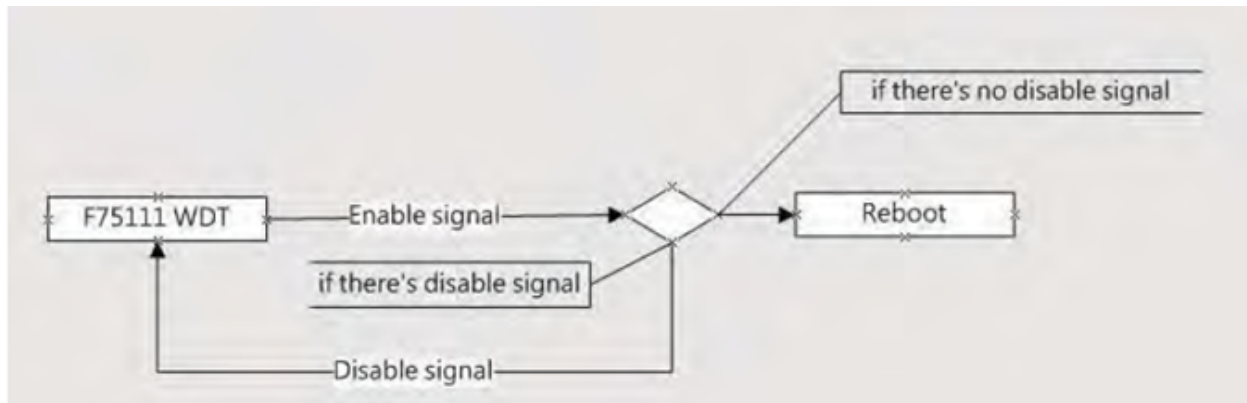 if there's no disable signal
F75111 WDT
Enable signal
Reboot
if there's disable signal
Disable signal